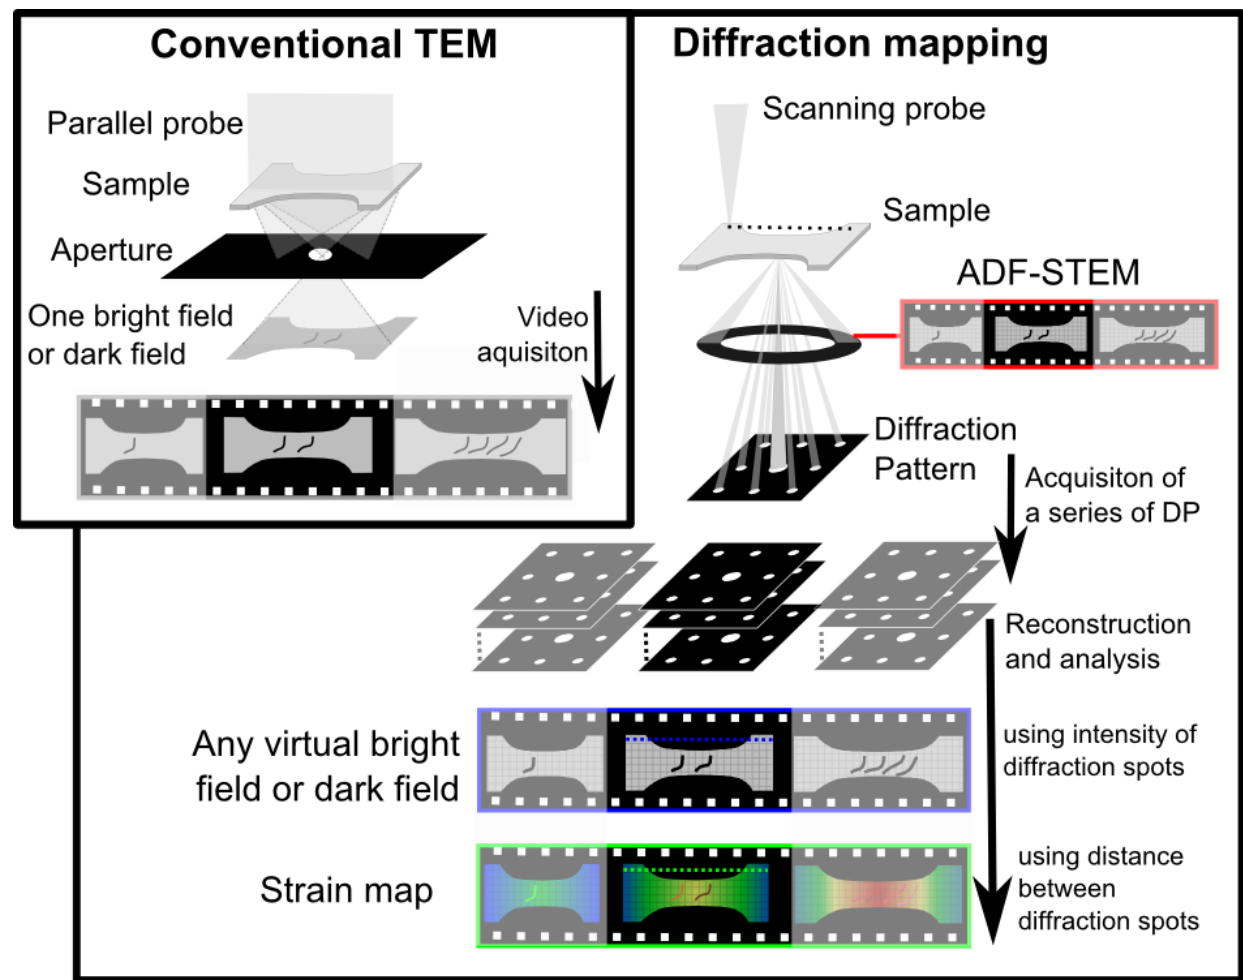 Conventional TEM
Parallel probe
Sample
Aperture
One bright field
or dark field
Video
aquisiton
Diffraction mapping
Scanning probe
Sample
ADF-STEM
Diffraction
Pattern
Acquisiton of
a series of DP
Reconstruction
and analysis
Any virtual bright
field or dark field
using intensity of
diffraction spots
Strain map
using distance
between
diffraction spots